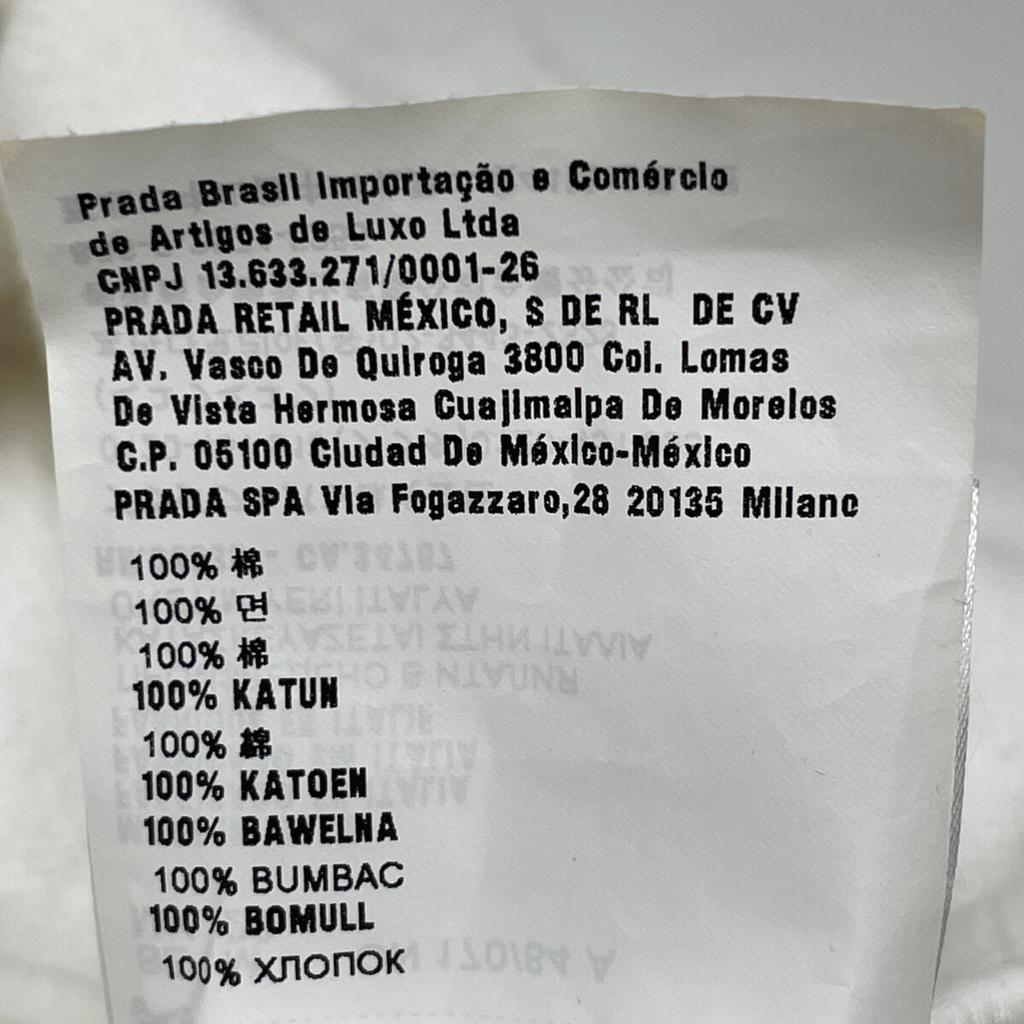 Prada Brasil Importação e Comércio
de Artigos de Luxo Ltda
CNPJ 13.633.271/0001-26
PRADA RETAIL MÉXICO, S DE RL DE CV
AV. Vasco De Quiroga 3800 Col. Lomas
De Vista Hermosa Cuajimalpa De Morelos
C.P. 05100 Ciudad De México-México
PRADA SPA Via Fogazzaro,28 20135 Milano
100% 棉
100% 면
100% 棉
100% KATUN
100% 綿
100% KATOEN
100% BAWEŁNA
100% BUMBAC
100% BOMULL
100% ХЛОПОК